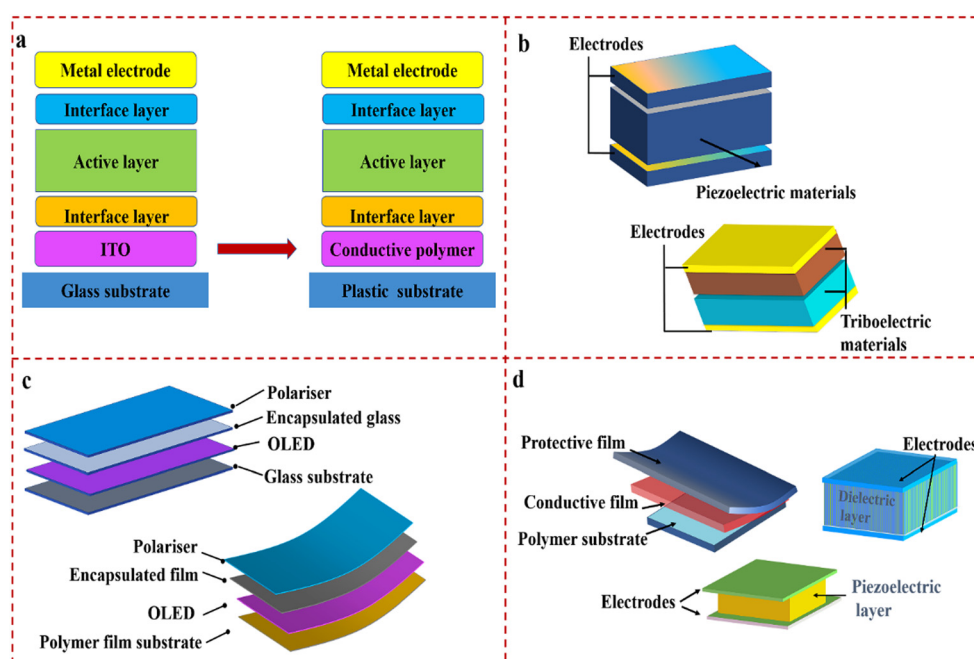 a
Metal electrode
Interface layer
Active layer
Interface layer
ITO
Glass substrate
Metal electrode
Interface layer
Active layer
Interface layer
Conductive polymer
Plastic substrate
b
Electrodes
Piezoelectric materials
Electrodes
Triboelectric
materials
c
Polariser
Encapsulated glass
OLED
Glass substrate
Polariser
Encapsulated film
OLED
Polymer film substrate
d
Protective film
Conductive film
Polymer substrate
Electrodes
Dielectric
layer
Electrodes
Piezoelectric
layer